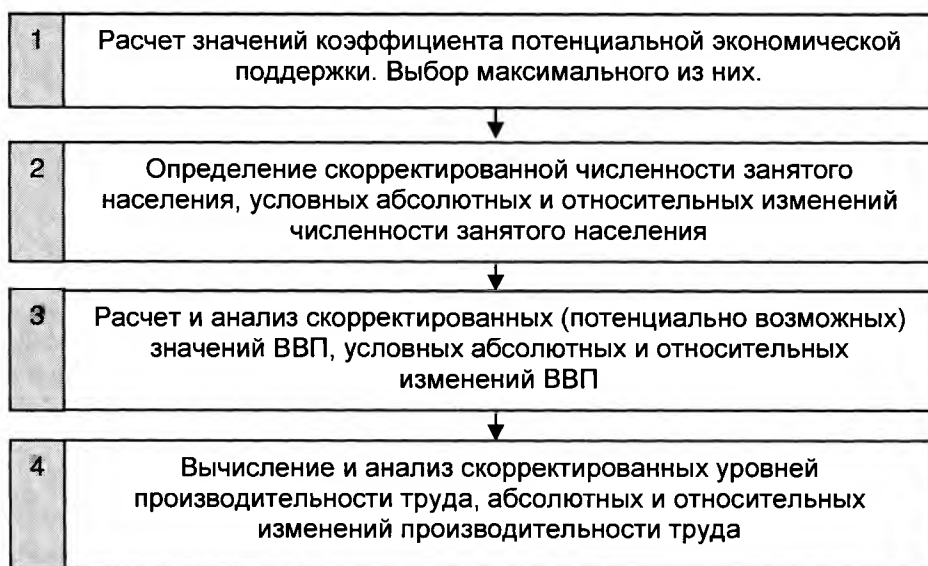 1
Расчет значений коэффициента потенциальной экономической
поддержки. Выбор максимального из них.
2
Определение скорректированной численности занятого
населения, условных абсолютных и относительных изменений
численности занятого населения
3
Расчет и анализ скорректированных (потенциально возможных)
значений ВВП, условных абсолютных и относительных
изменений ВВП
4
Вычисление и анализ скорректированных уровней
производительности труда, абсолютных и относительных
изменений производительности труда